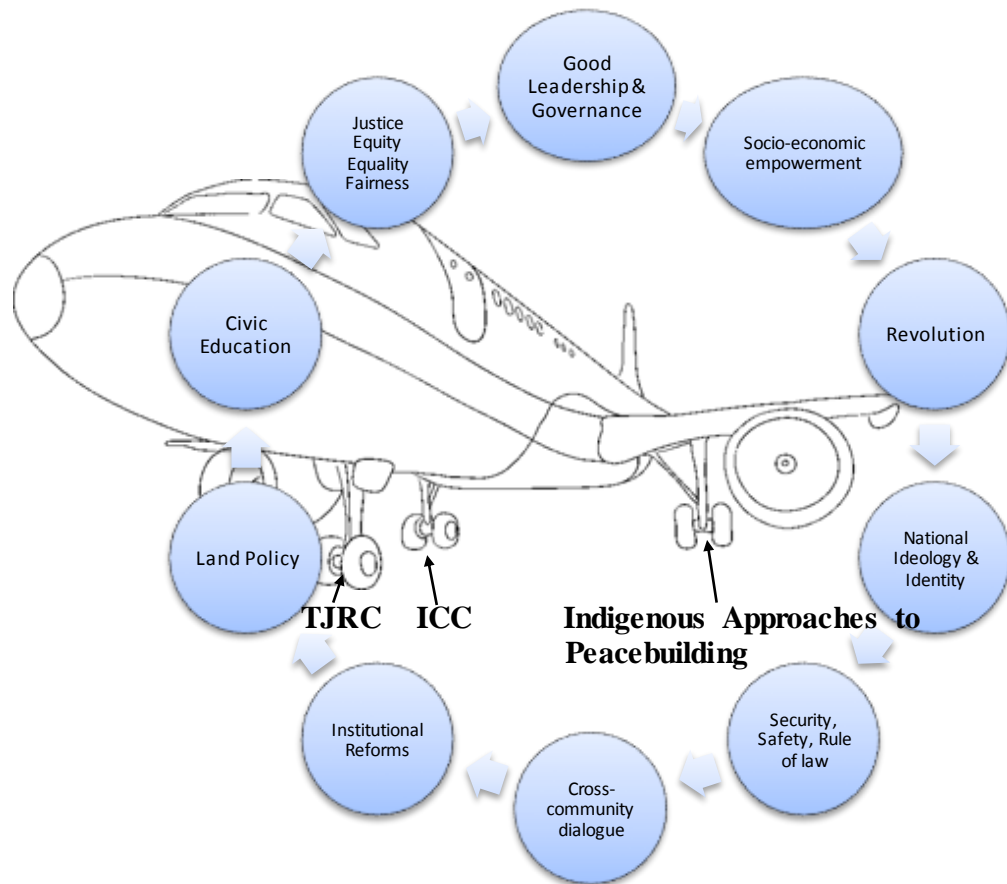 Good
Leadership &
Governance
Socio-economic
empowerment
Revolution
National
Ideology &
Identity
Security,
Safety, Rule
of law
Cross-
community
dialogue
Institutional
Reforms
Land Policy
Civic
Education
Justice
Equity
Equality
Fairness
TJRC
ICC
Indigenous Approaches to
Peacebuilding